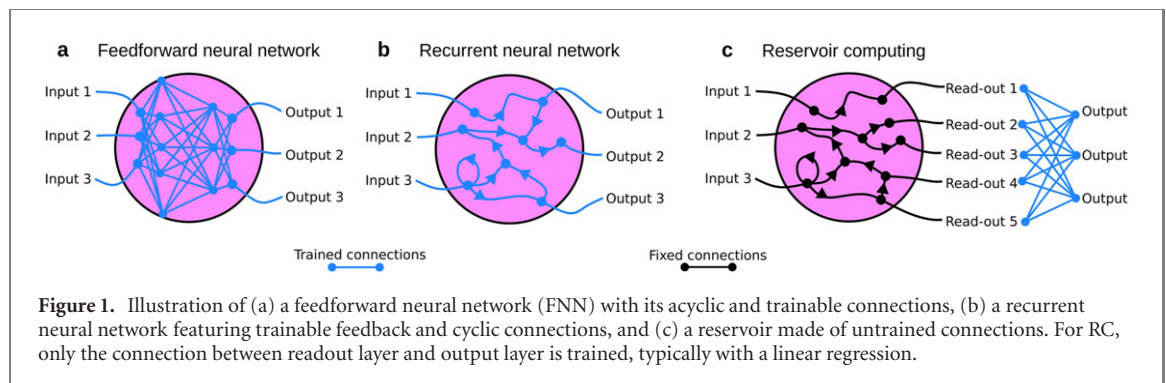 a Feedforward neural network
Input 1
Input 2
Input 3
Output 1
Output 2
Output 3
b Recurrent neural network
Input 1
Input 2
Input 3
Output 1
Output 2
Output 3
c Reservoir computing
Input 1
Input 2
Input 3
Read-out 1
Read-out 2
Read-out 3
Read-out 4
Read-out 5
Output
Output
Output
Trained connections
Fixed connections
Figure 1. Illustration of (a) a feedforward neural network (FNN) with its acyclic and trainable connections, (b) a recurrent
neural network featuring trainable feedback and cyclic connections, and (c) a reservoir made of untrained connections. For RC,
only the connection between readout layer and output layer is trained, typically with a linear regression.